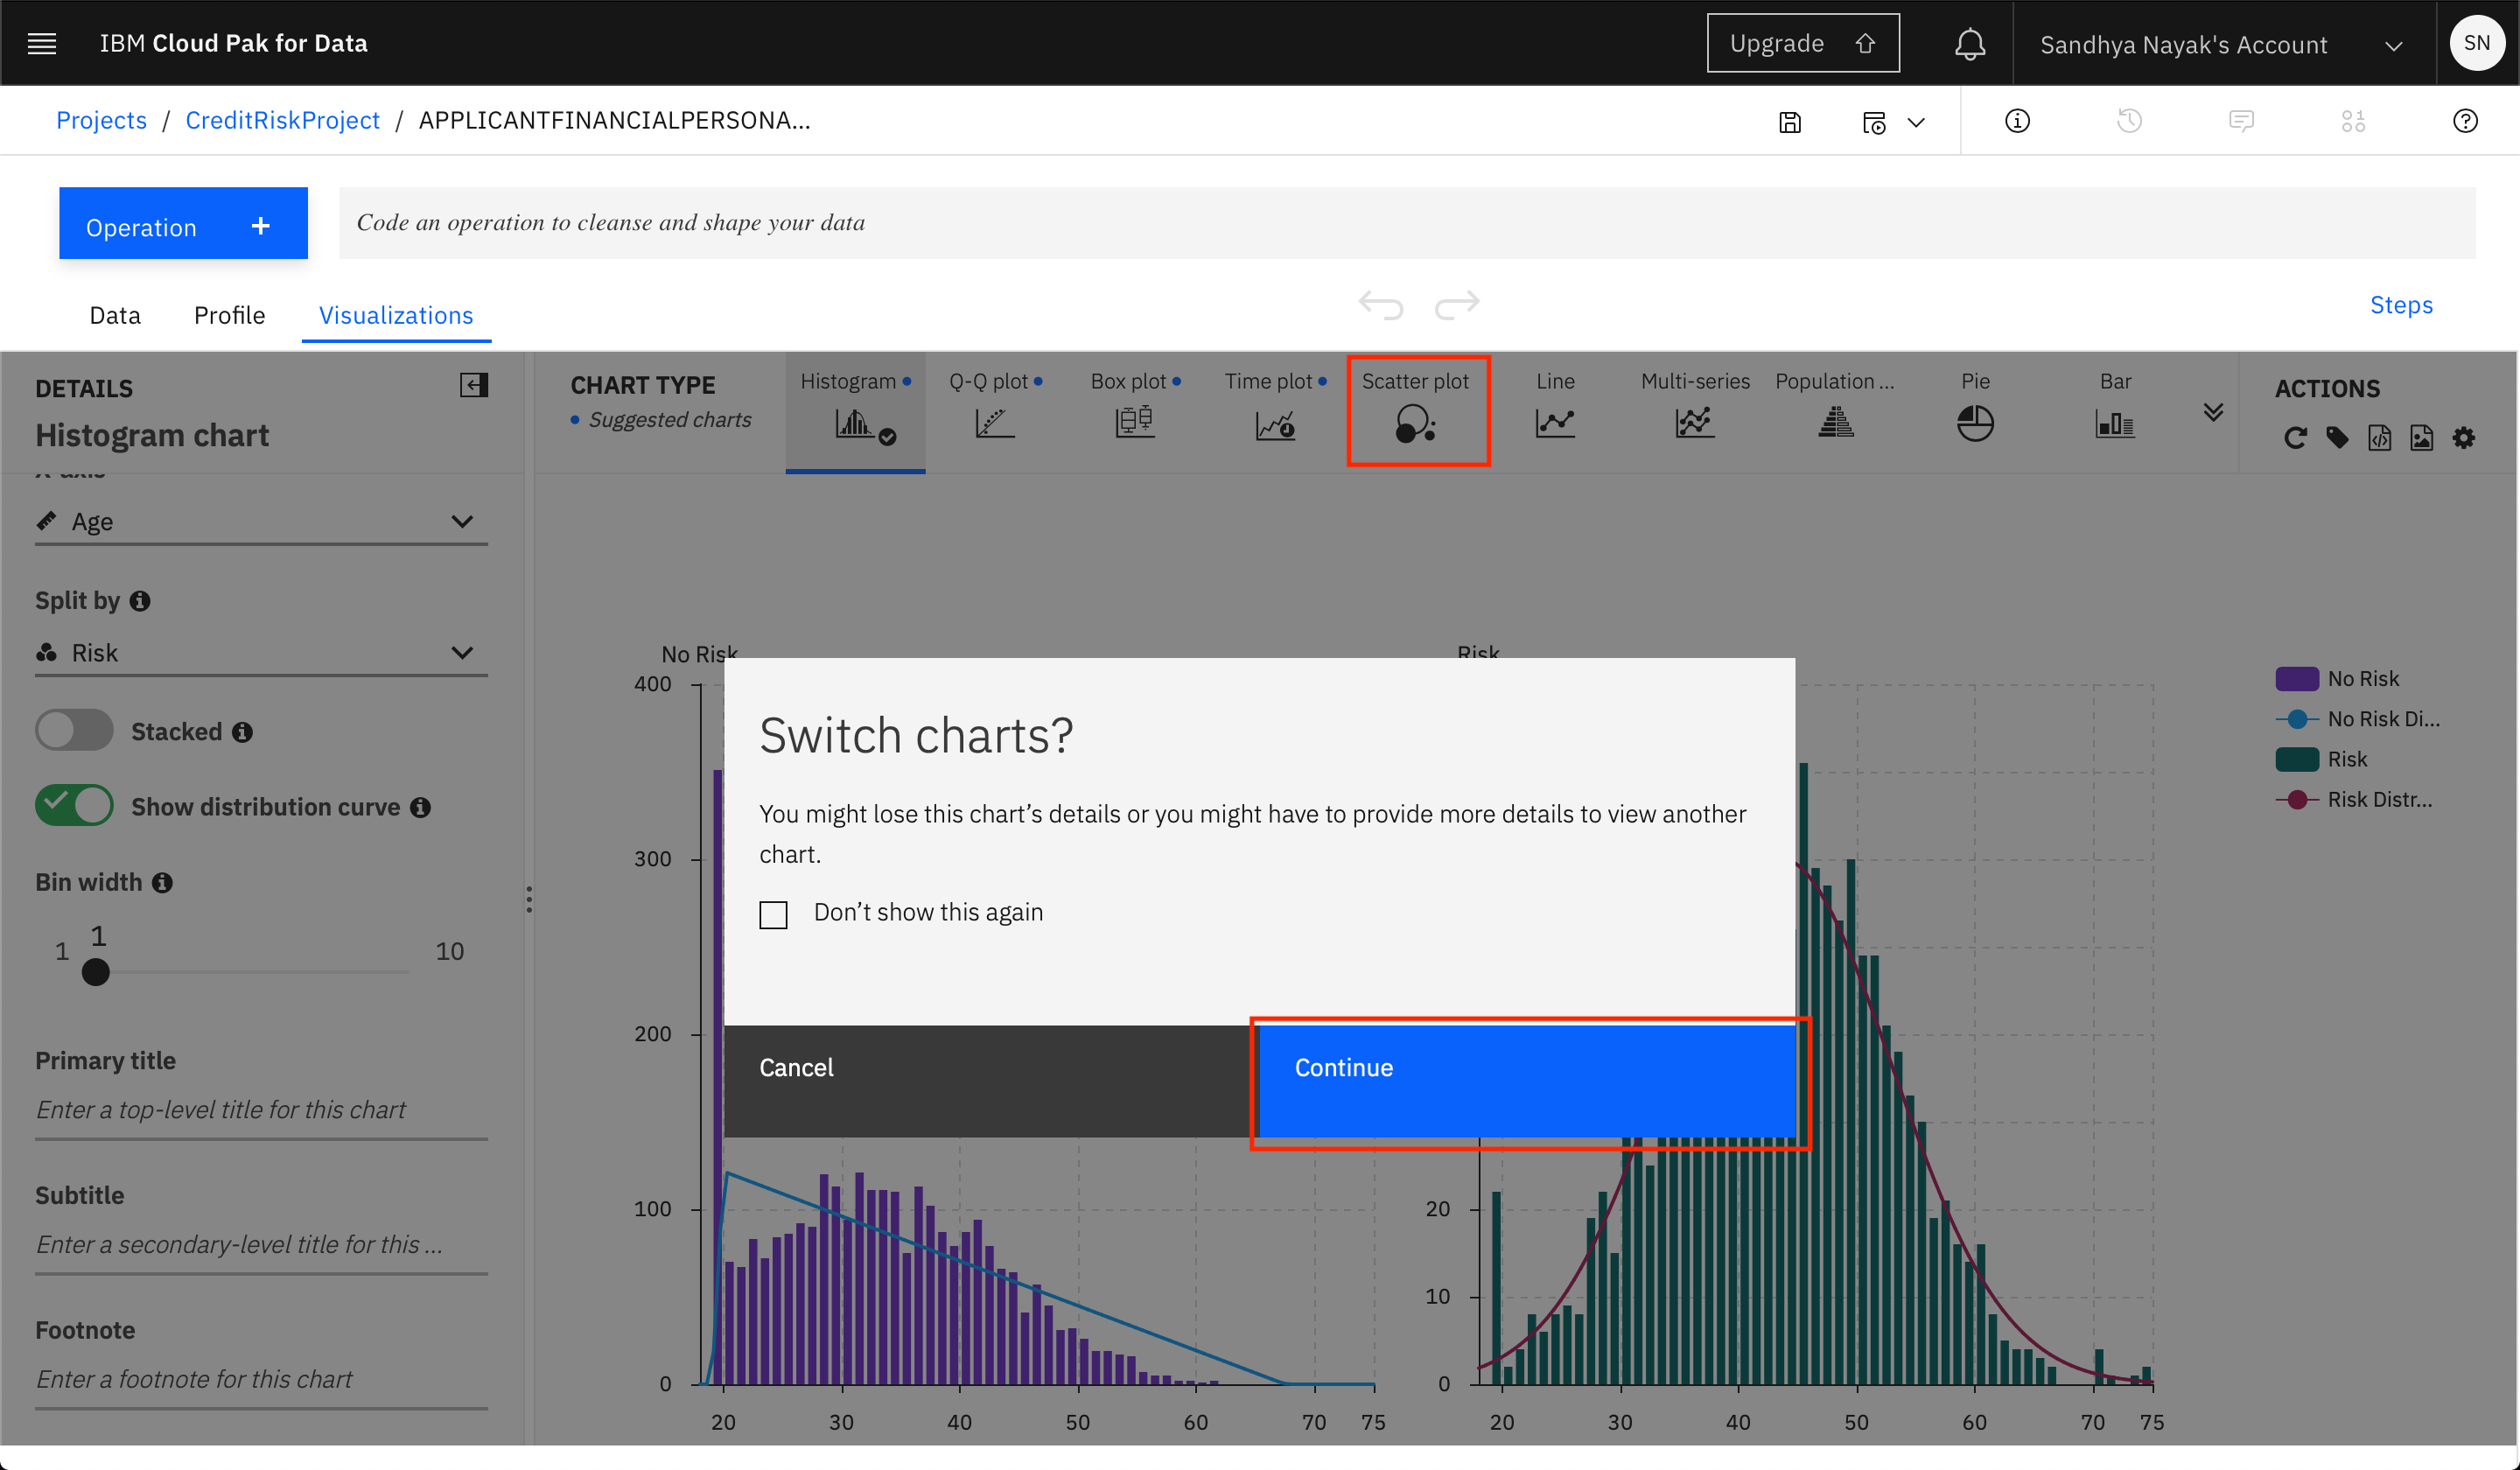 IBM Cloud Pak for Data
Upgrade
Sandhya Nayak's Account
SN
Projects / CreditRiskProject / APPLICANTFINANCIALPERSONA...
Operation +
Code an operation to cleanse and shape your data
Data
Profile
Visualizations
Steps
DETAILS
Histogram chart
CHART TYPE
Suggested charts
Histogram
Q-Q plot
Box plot
Time plot
Scatter plot
Line
Multi-series
Population ...
Pie
Bar
ACTIONS
X-axis
Age
Split by
Risk
Stacked
Show distribution curve
Bin width
1
1
10
Primary title
Enter a top-level title for this chart
Subtitle
Enter a secondary-level title for this ...
Footnote
Enter a footnote for this chart
No Risk
400
300
200
100
0
20 30 40 50 60 70 75
Risk
20
10
0
20 30 40 50 60 70 75
No Risk
No Risk Di...
Risk
Risk Distr...
Switch charts?
You might lose this chart’s details or you might have to provide more details to view another
chart.
Don’t show this again
Cancel
Continue